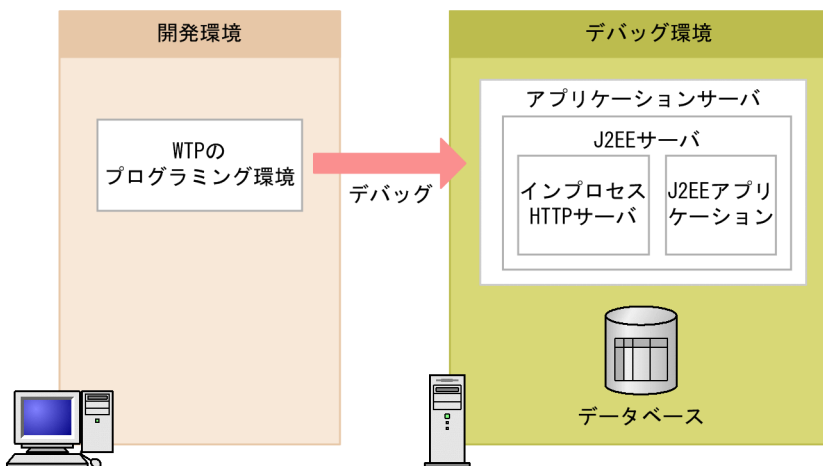 開発環境
WTPの
プログラミング環境
デバッグ
デバッグ環境
アプリケーションサーバ
J2EEサーバ
インプロセス
HTTPサーバ
J2EEアプリ
ケーション
データベース